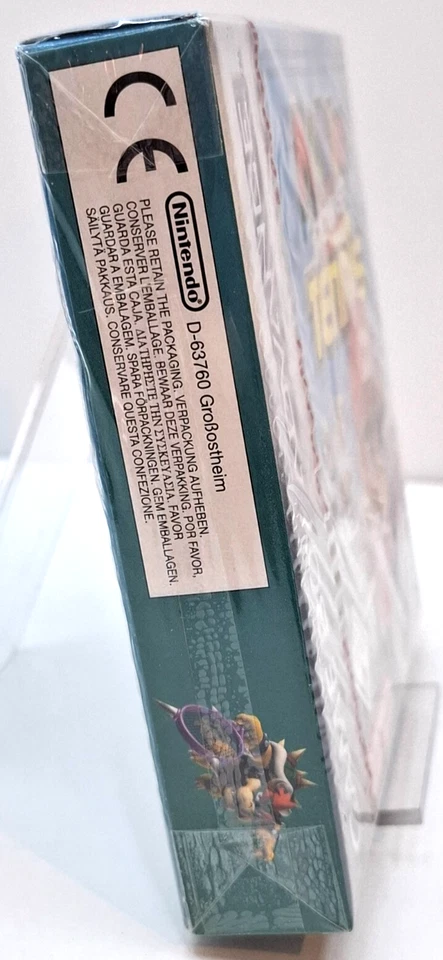 CE
Nintendo D-63760 Großostheim
PLEASE RETAIN THE PACKAGING. VERPACKUNG AUFHEBEN.
CONSERVER L'EMBALLAGE. BEWAAR DEZE VERPAKKING. POR FAVOR,
GUARDA ESTA CAJA. ΔΙΑΤΗΡΗΣΤΕ ΤΗΝ ΣΥΣΚΕΥΑΣΙΑ. FAVOR
GUARDAR A EMBALAGEM. SPARA FÖRPACKNINGEN. GEM EMBALLAGEN.
SÄILYTÄ PAKKAUS. CONSERVARE QUESTA CONFEZIONE.